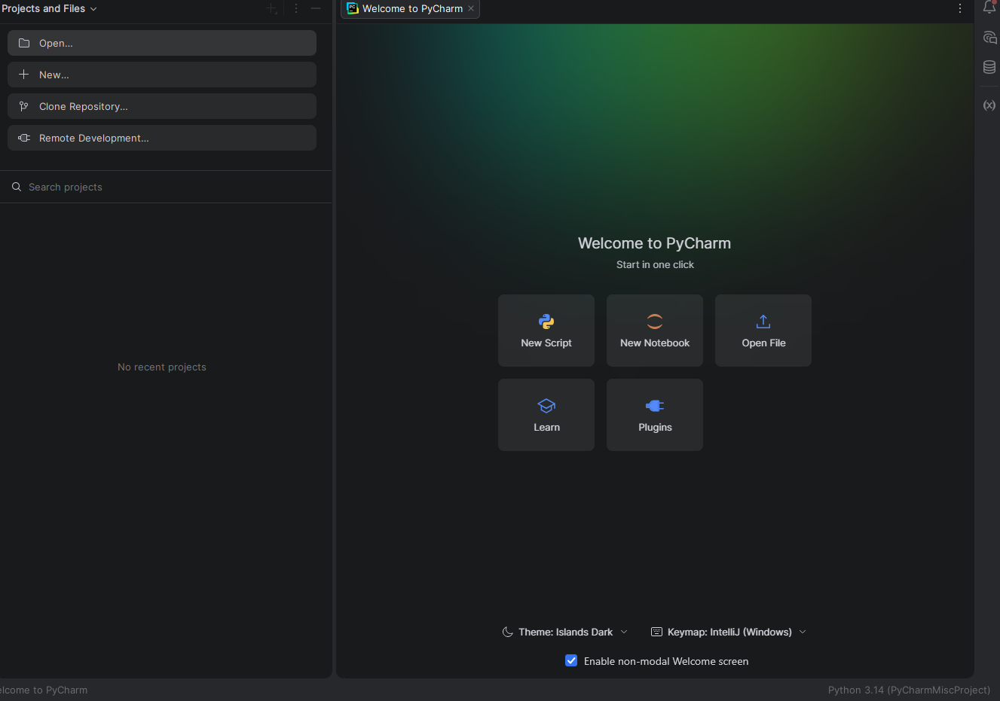 Projects and Files
Open...
New...
Clone Repository...
Remote Development...
Search projects
No recent projects
PC
Welcome to PyCharm
Welcome to PyCharm
Start in one click
New Script
New Notebook
Open File
Learn
Plugins
Theme: Islands Dark
Keymap: IntelliJ (Windows)
Enable non-modal Welcome screen
(x)
elcome to PyCharm
Python 3.14 (PyCharmMiscProject)